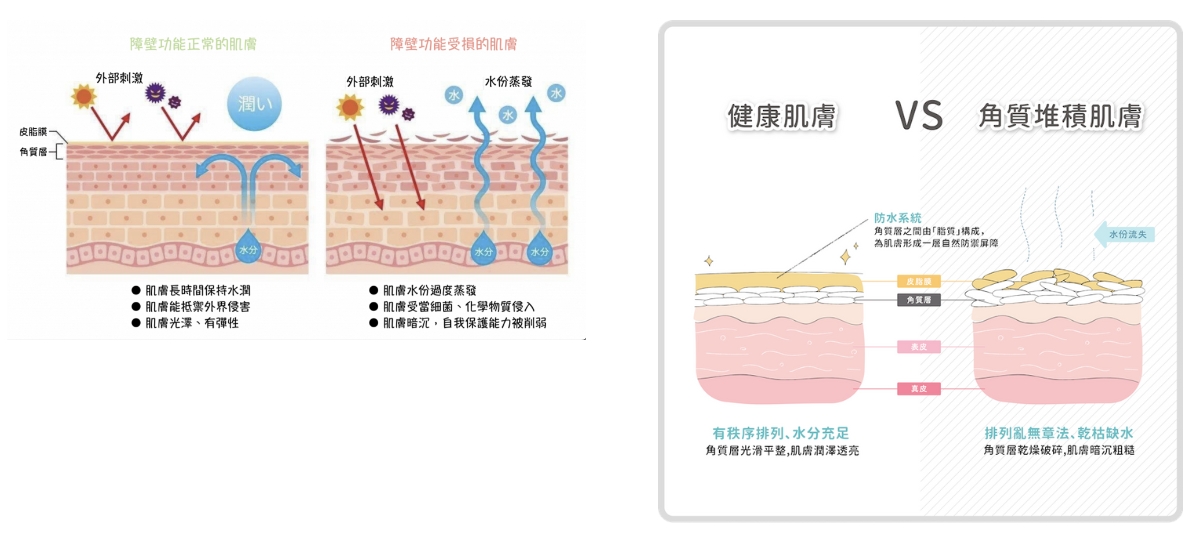 障壁功能正常的肌膚
外部刺激
潤い
皮脂膜
角質層
水分
● 肌膚長時間保持水潤
● 肌膚能抵禦外界侵害
● 肌膚光澤、有彈性
障壁功能受損的肌膚
外部刺激
水份蒸發
水
水
水
水分
水分
● 肌膚水份過度蒸發
● 肌膚受當細菌、化學物質侵入
● 肌膚暗沉，自我保護能力被削弱
健康肌膚 VS 角質堆積肌膚
防水系統
角質層之間由「脂質」構成，
為肌膚形成一層自然防禦屏障
水份流失
皮脂膜
角質層
表皮
真皮
有秩序排列、水分充足
角質層光滑平整,肌膚潤澤透亮
排列亂無章法、乾枯缺水
角質層乾燥破碎,肌膚暗沉粗糙